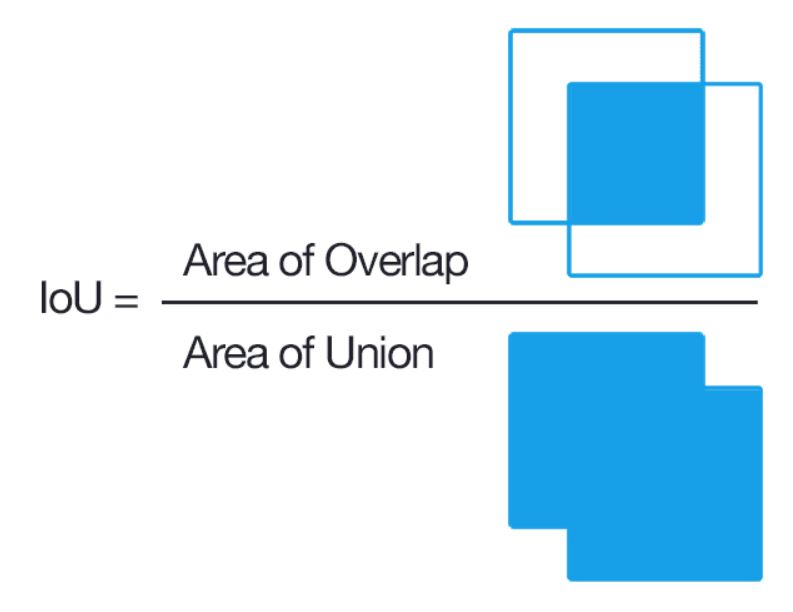 Area of Overlap
IoU =
Area of Union